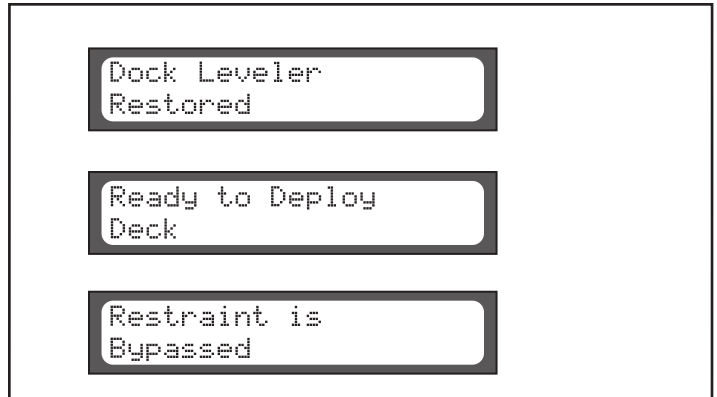 Dock Leveler
Restored
Ready to Deploy
Deck
Restraint is
Bypassed